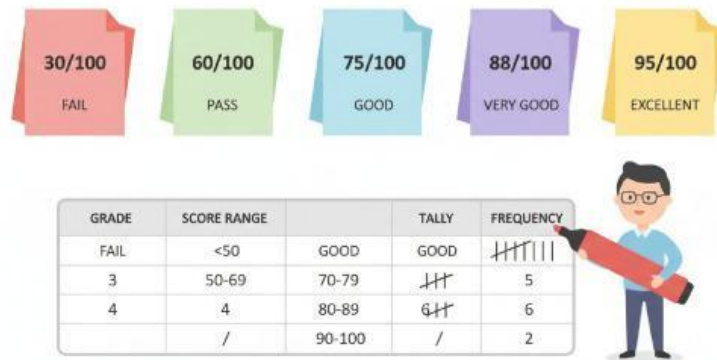 30/100
FAIL
60/100
PASS
75/100
GOOD
88/100
VERY GOOD
95/100
EXCELLENT
GRADE SCORE RANGE TALLY FREQUENCY
FAIL <50 GOOD GOOD
3 50-69 70-79 5
4 4 80-89 6 6
/ 90-100 / 2